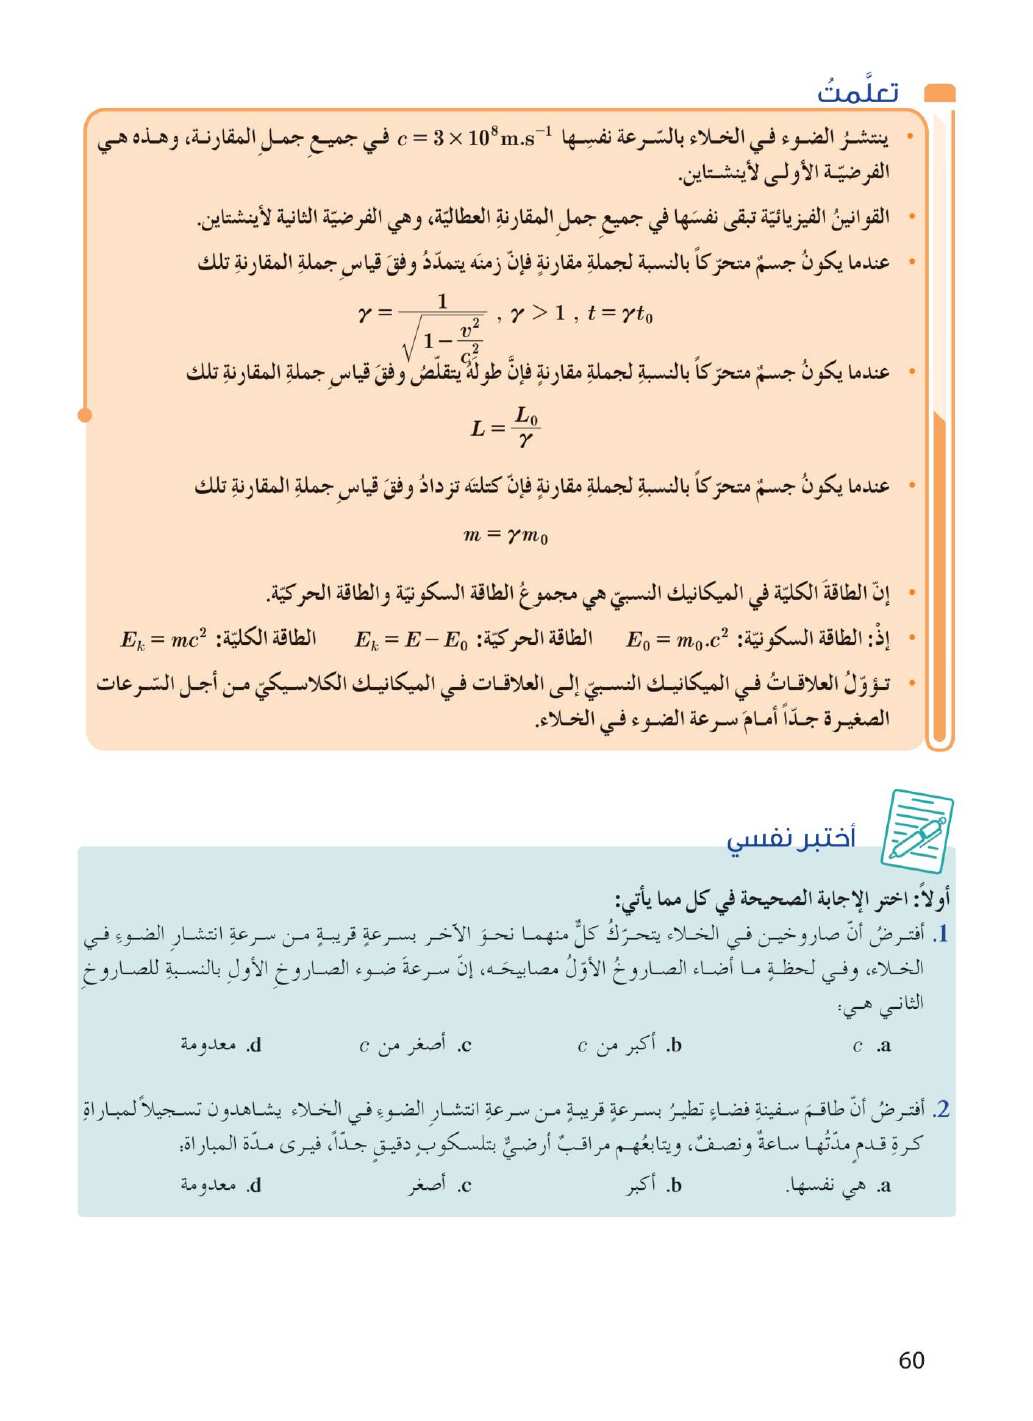 تعلَّمتُ
• ينتشرُ الضوء في الخلاء بالسّرعة نفسِها c = 3 × 10⁸ m.s⁻¹ في جميعِ جملِ المقارنة، وهذه هي
الفرضيّة الأولى لأينشتاين.
• القوانينُ الفيزيائيّة تبقى نفسَها في جميعِ جملِ المقارنةِ العطاليّة، وهي الفرضيّة الثانية لأينشتاين.
• عندما يكونُ جسمٌ متحرّكاً بالنسبة لجملةِ مقارنةٍ فإنّ زمنَه يتمدّدُ وفقَ قياسِ جملةِ المقارنةِ تلك
γ = 1 / √(1 − v²/c²) , γ > 1 , t = γt₀
• عندما يكونُ جسمٌ متحرّكاً بالنسبةِ لجملةِ مقارنةٍ فإنَّ طولَهُ يتقلّصُ وفقَ قياسِ جملةِ المقارنةِ تلك
L = L₀ / γ
• عندما يكونُ جسمٌ متحرّكاً بالنسبةِ لجملةِ مقارنةٍ فإنّ كتلتَه تزدادُ وفقَ قياسِ جملةِ المقارنةِ تلك
m = γm₀
• إنّ الطاقةَ الكليّة في الميكانيك النسبيّ هي مجموعُ الطاقة السكونيّة والطاقة الحركيّة.
• إذْ: الطاقة السكونيّة: E₀ = m₀.c² الطاقة الحركيّة: Eₖ = E − E₀ الطاقة الكليّة: Eₖ = mc²
• تؤوّلُ العلاقاتُ في الميكانيك النسبيّ إلى العلاقات في الميكانيك الكلاسيكيّ من أجل السّرعات
الصغيرة جدّاً أمامَ سرعة الضوء في الخلاء.
أختبر نفسي
أولاً: اختر الإجابة الصحيحة في كل مما يأتي:
1. أفترضُ أنّ صاروخين في الخلاء يتحرّكُ كلٌّ منهما نحوَ الآخر بسرعةٍ قريبةٍ من سرعةِ انتشارِ الضوءِ في
الخلاء، وفي لحظةٍ ما أضاء الصاروخُ الأوّلُ مصابيحَه، إنّ سرعةَ ضوء الصاروخِ الأولِ بالنسبةِ للصاروخِ
الثاني هي:
a. c b. أكبر من c c. أصغر من c d. معدومة
2. أفترضُ أنّ طاقمَ سفينةِ فضاءٍ تطيرُ بسرعةٍ قريبةٍ من سرعةِ انتشارِ الضوءِ في الخلاء يشاهدون تسجيلاً لمباراةِ
كرةِ قدم مدّتُها ساعةٌ ونصفٌ، ويتابعُهم مراقبٌ أرضيٌّ بتلسكوبٍ دقيقٍ جدّاً، فيرى مدّة المباراة:
a. هي نفسها. b. أكبر c. أصغر d. معدومة
60